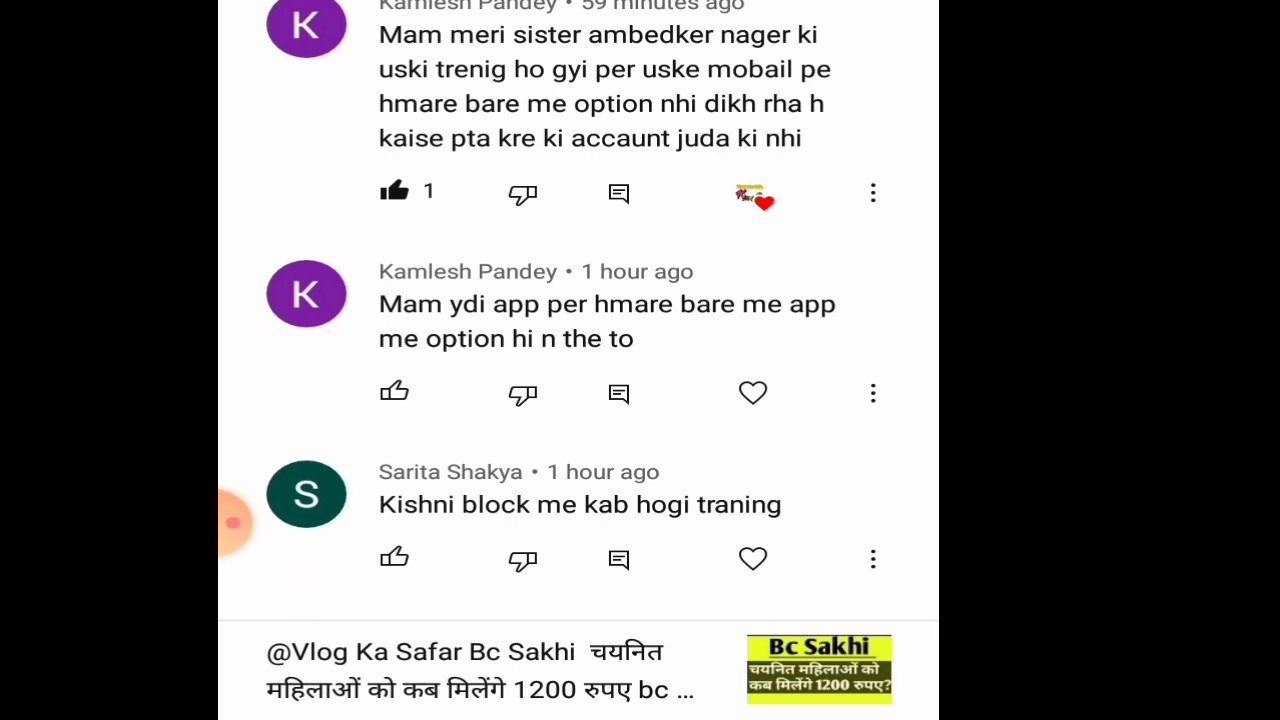 K
Kamlesh Pandey • 59 minutes ago
Mam meri sister ambedker nager ki
uski trenig ho gyi per uske mobail pe
hmare bare me option nhi dikh rha h
kaise pta kre ki accaunt juda ki nhi
1
K
Kamlesh Pandey • 1 hour ago
Mam ydi app per hmare bare me app
me option hi n the to
S
Sarita Shakya • 1 hour ago
Kishni block me kab hogi traning
@Vlog Ka Safar Bc Sakhi चयनित
महिलाओं को कब मिलेंगे 1200 रुपए bc ...
Bc Sakhi
चयनित महिलाओं को
कब मिलेंगे 1200 रुपए?